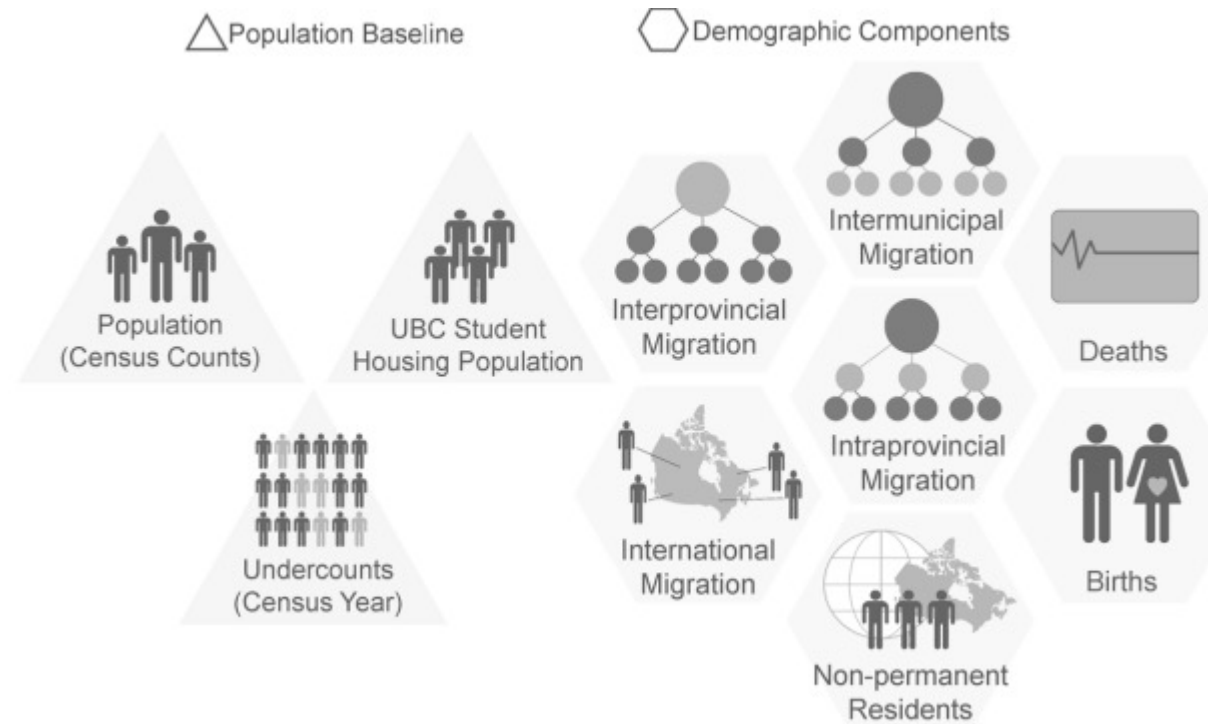 Population Baseline
Demographic Components
Population
(Census Counts)
UBC Student
Housing Population
Undercounts
(Census Year)
Interprovincial
Migration
Intermunicipal
Migration
Deaths
International
Migration
Intraprovincial
Migration
Births
Non-permanent
Residents